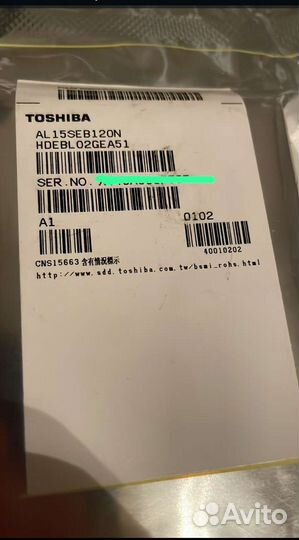 TOSHIBA
AL15SEB120N
HDEBL02GEA51
SER.NO.
A1
0102
40010202
CNS15663 含有情況標示
http://www.sdd.toshiba.com.tw/bsmi_rohs.html
Avito